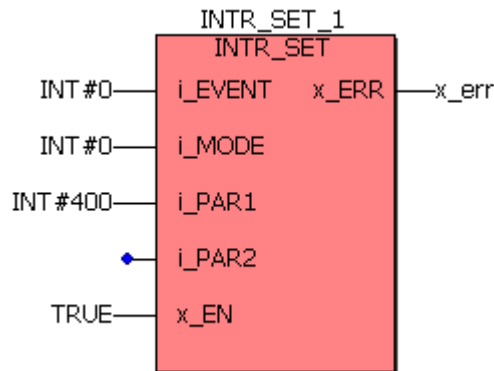 INTR_SET_1
INTR_SET
INT#0 i_EVENT x_ERR x_err
INT#0 i_MODE
INT#400 i_PAR1
i_PAR2
TRUE x_EN